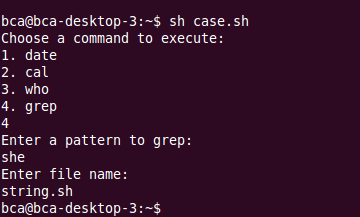 bca@bca-desktop-3:~$ sh case.sh
Choose a command to execute:
1. date
2. cal
3. who
4. grep
4
Enter a pattern to grep:
she
Enter file name:
string.sh
bca@bca-desktop-3:~$